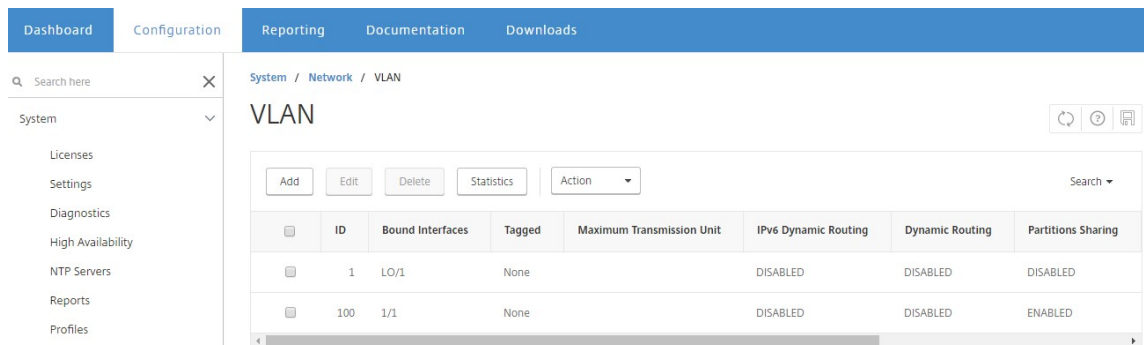 Dashboard Configuration Reporting Documentation Downloads
Search here
System / Network / VLAN
System
VLAN
Licenses
Settings
Diagnostics
High Availability
NTP Servers
Reports
Profiles
Add Edit Delete Statistics Action Search
ID Bound Interfaces Tagged Maximum Transmission Unit IPv6 Dynamic Routing Dynamic Routing Partitions Sharing
1 LO/1 None DISABLED DISABLED DISABLED
100 1/1 None DISABLED DISABLED ENABLED